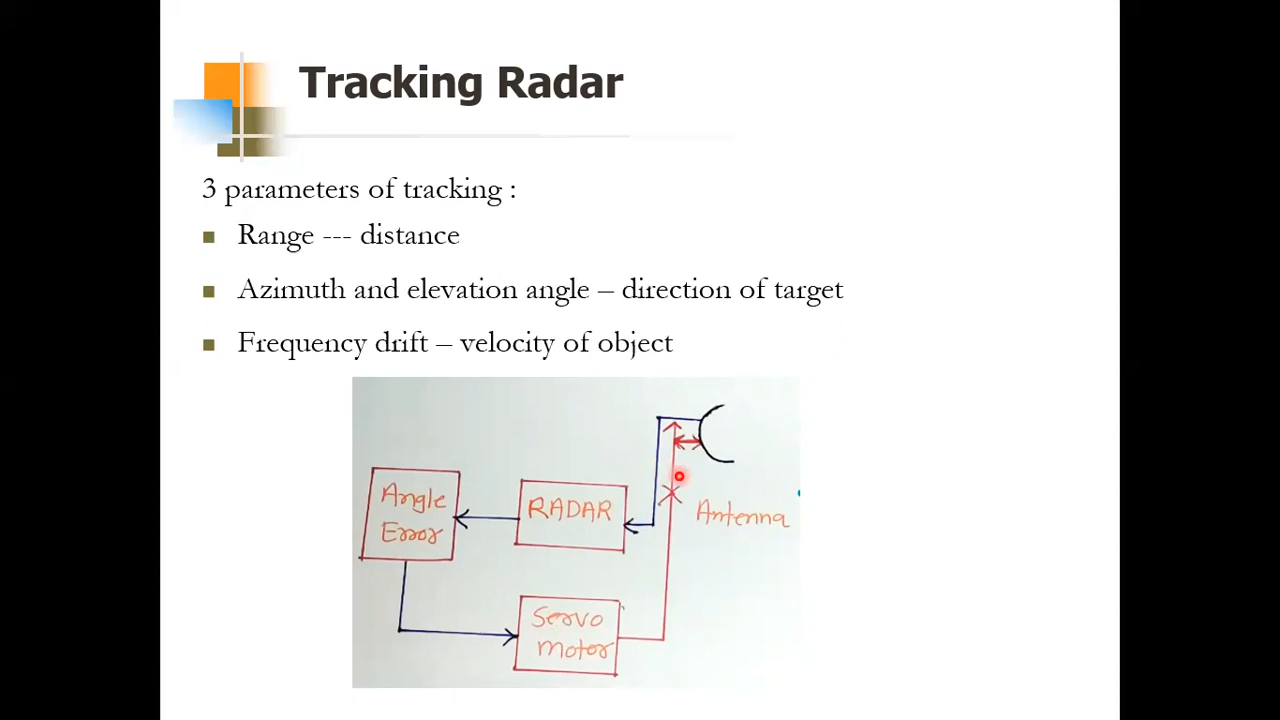 Tracking Radar
3 parameters of tracking :
Range --- distance
Azimuth and elevation angle – direction of target
Frequency drift – velocity of object
Angle
Error
RADAR
Antenna
Servo
motor